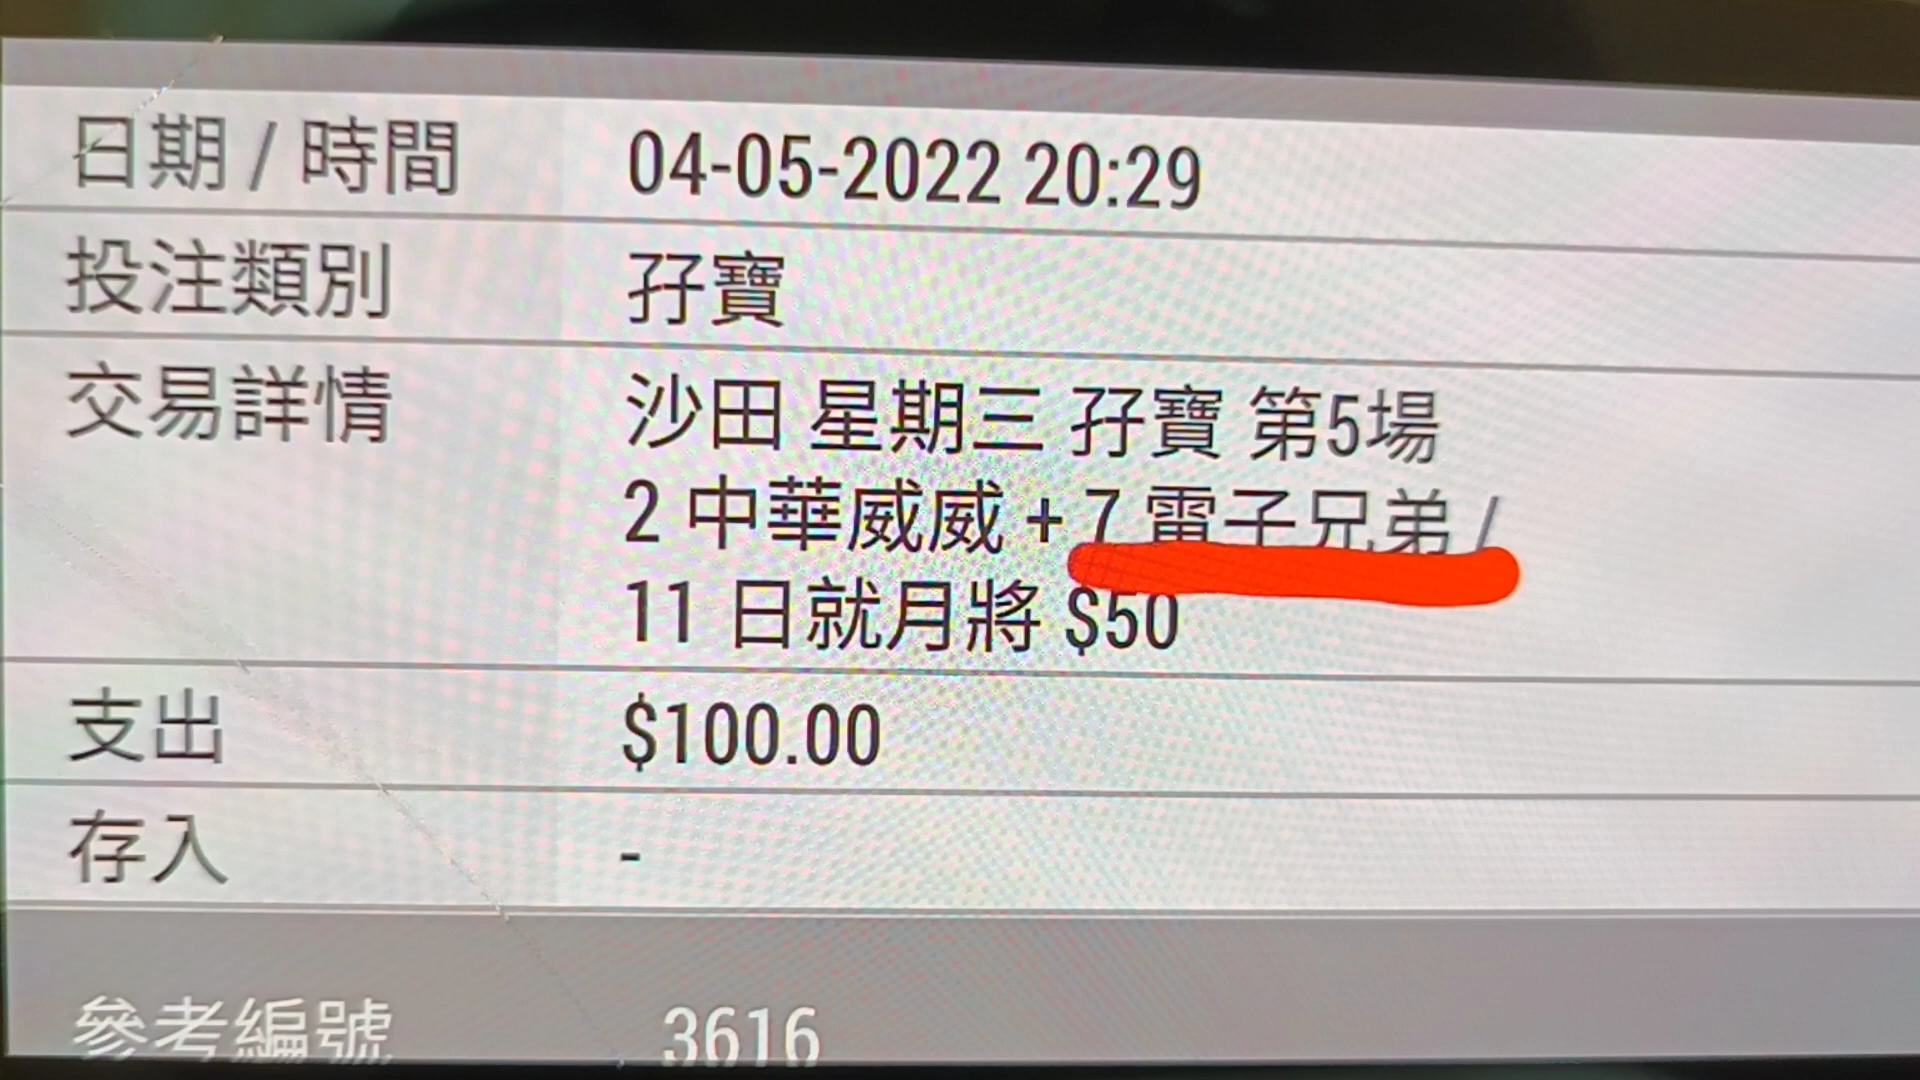 日期 / 時間 04-05-2022 20:29
投注類別 孖寶
交易詳情 沙田 星期三 孖寶 第5場
2 中華威威 + 7 電子兄弟 /
11 日就月將 $50
支出 $100.00
存入 -
參考編號 3616